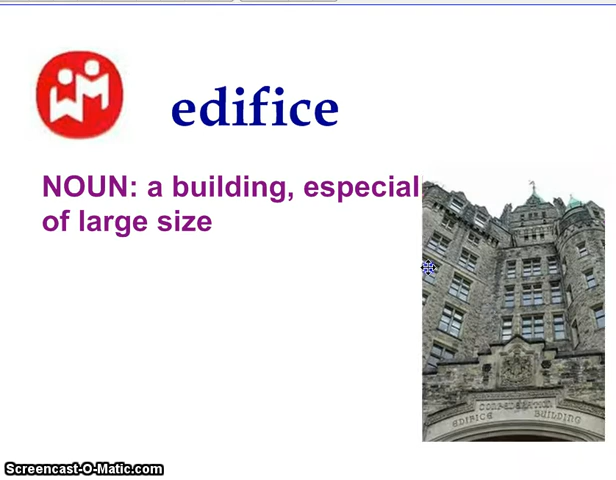 edifice
NOUN: a building, especial
of large size
CONFEDERATION
EDIFICE BUILDING
Screencast-O-Matic.com